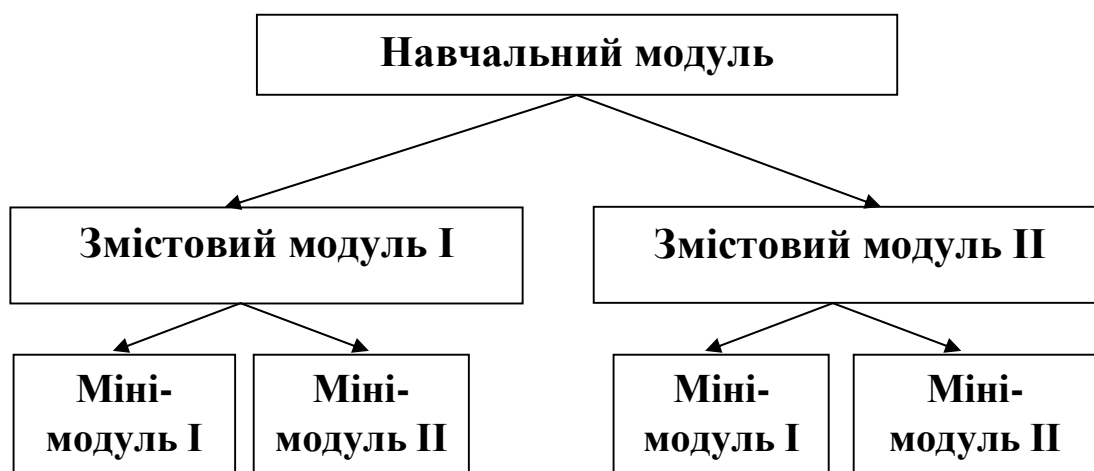 Навчальний модуль
Змістовий модуль І
Змістовий модуль ІІ
Міні-
модуль І
Міні-
модуль ІІ
Міні-
модуль І
Міні-
модуль ІІ